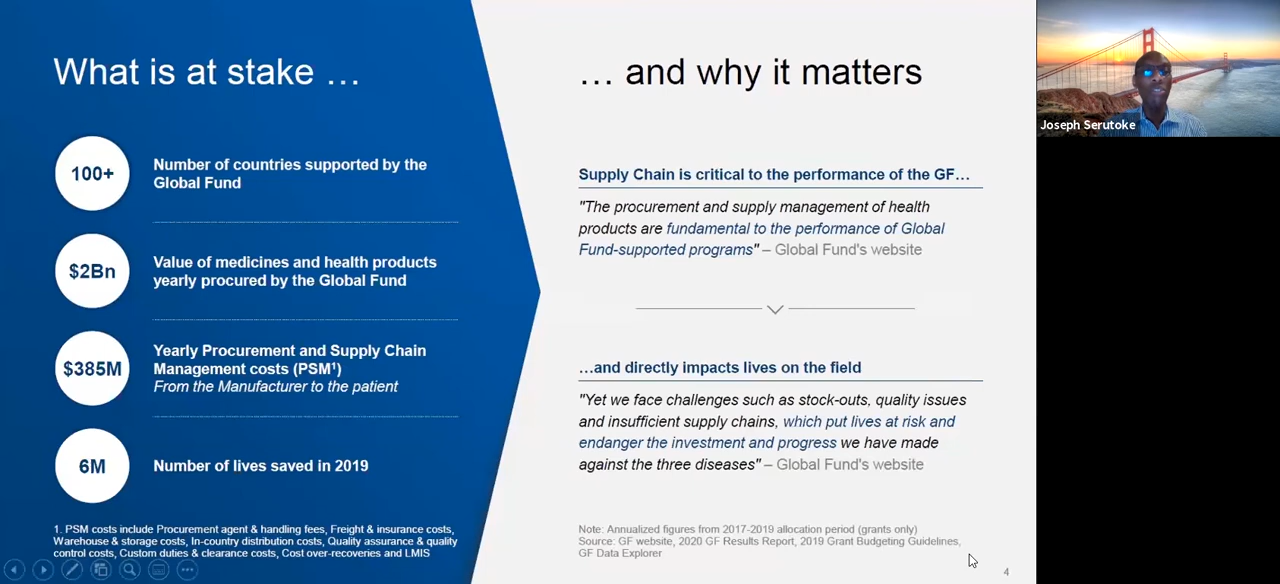 What is at stake …
100+
Number of countries supported by the
Global Fund
$2Bn
Value of medicines and health products
yearly procured by the Global Fund
$385M
Yearly Procurement and Supply Chain
Management costs (PSM¹)
From the Manufacturer to the patient
6M
Number of lives saved in 2019
1. PSM costs include Procurement agent & handling fees, Freight & insurance costs,
Warehouse & storage costs, In-country distribution costs, Quality assurance & quality
control costs, Custom duties & clearance costs, Cost over-recoveries and LMIS
… and why it matters
Supply Chain is critical to the performance of the GF…
"The procurement and supply management of health
products are fundamental to the performance of Global
Fund-supported programs" – Global Fund's website
…and directly impacts lives on the field
"Yet we face challenges such as stock-outs, quality issues
and insufficient supply chains, which put lives at risk and
endanger the investment and progress we have made
against the three diseases" – Global Fund's website
Note: Annualized figures from 2017-2019 allocation period (grants only)
Source: GF website, 2020 GF Results Report, 2019 Grant Budgeting Guidelines,
GF Data Explorer
4
Joseph Serutoke